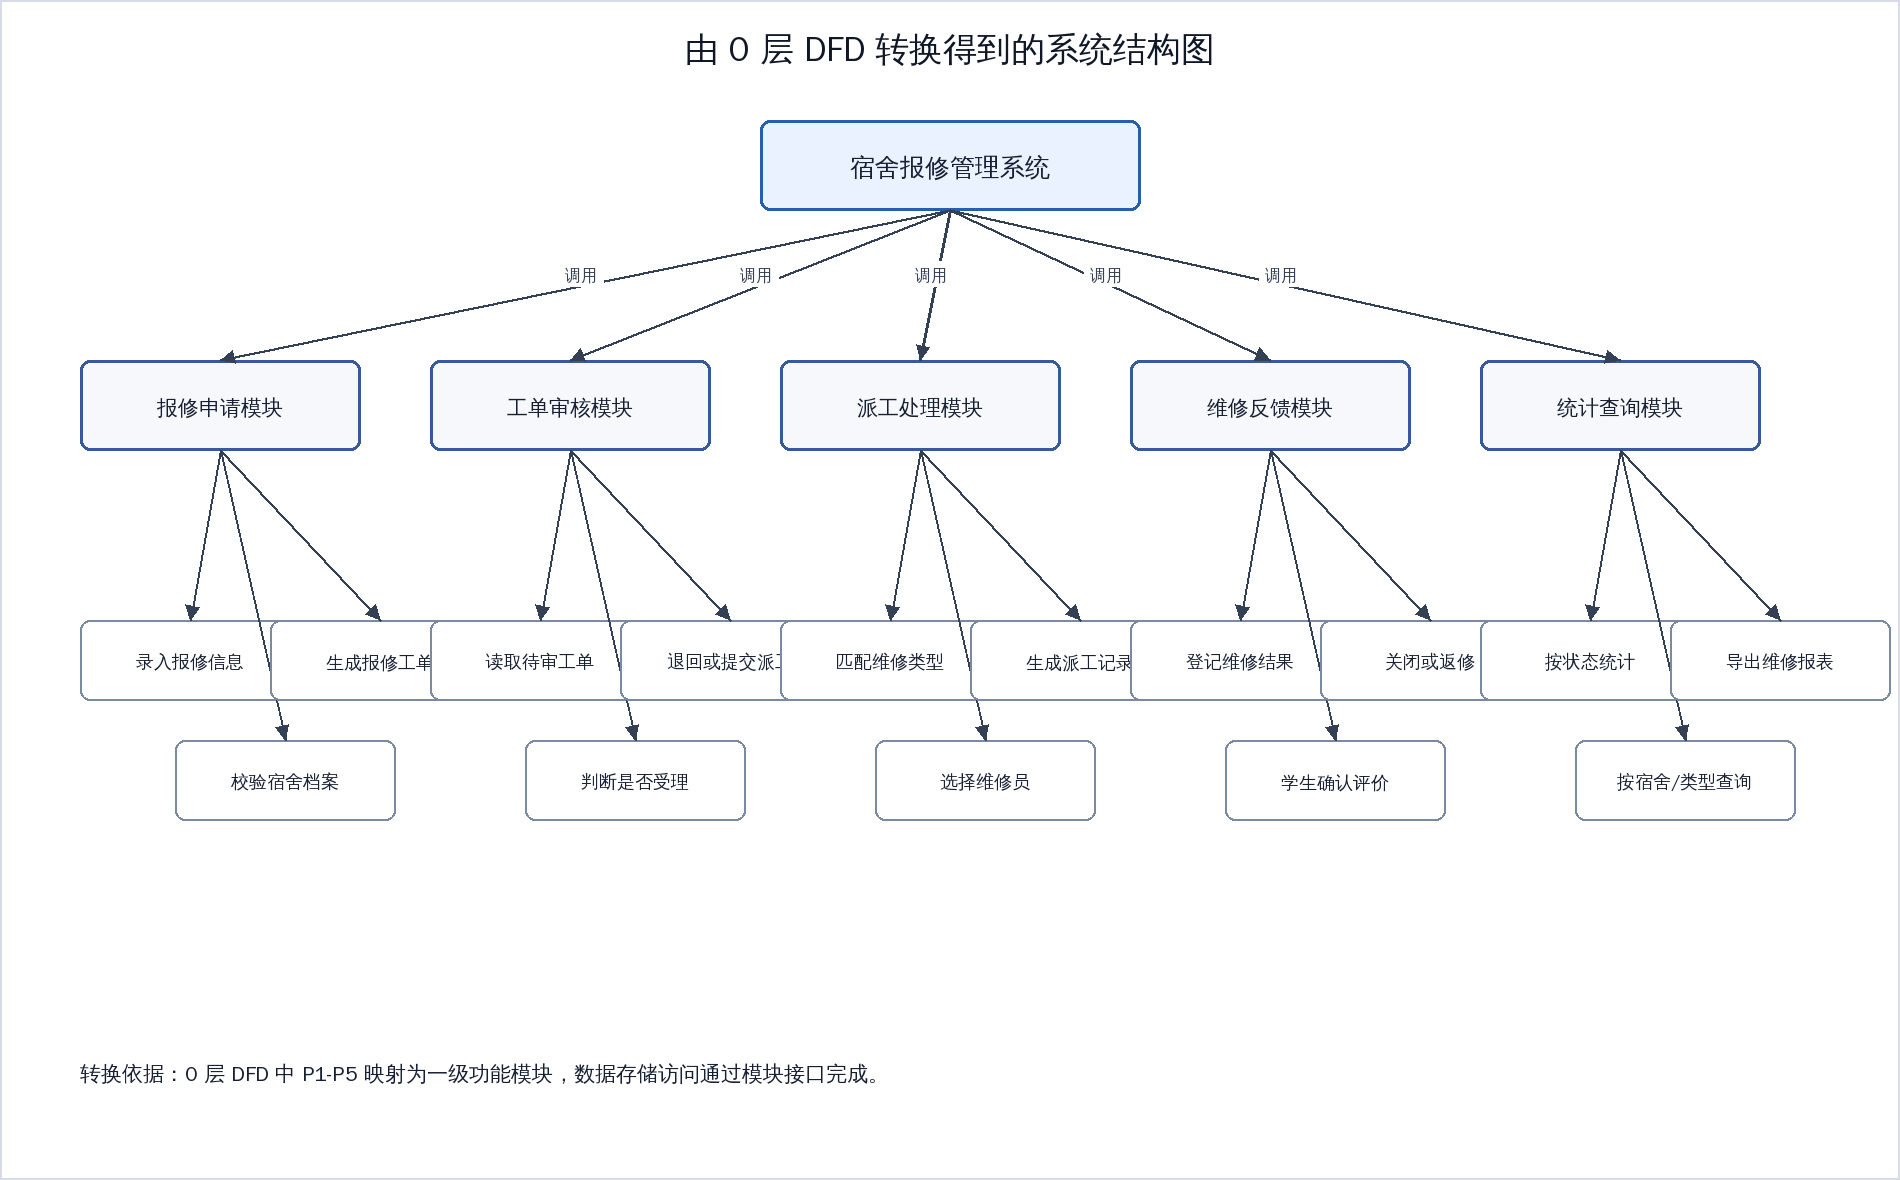 由 0 层 DFD 转换得到的系统结构图
宿舍报修管理系统
调用
调用
调用
调用
调用
报修申请模块
工单审核模块
派工处理模块
维修反馈模块
统计查询模块
录入报修信息
生成报修工单
读取待审工单
退回或提交派
匹配维修类型
生成派工记录
登记维修结果
关闭或返修
按状态统计
导出维修报表
校验宿舍档案
判断是否受理
选择维修员
学生确认评价
按宿舍/类型查询
转换依据：0 层 DFD 中 P1-P5 映射为一级功能模块，数据存储访问通过模块接口完成。